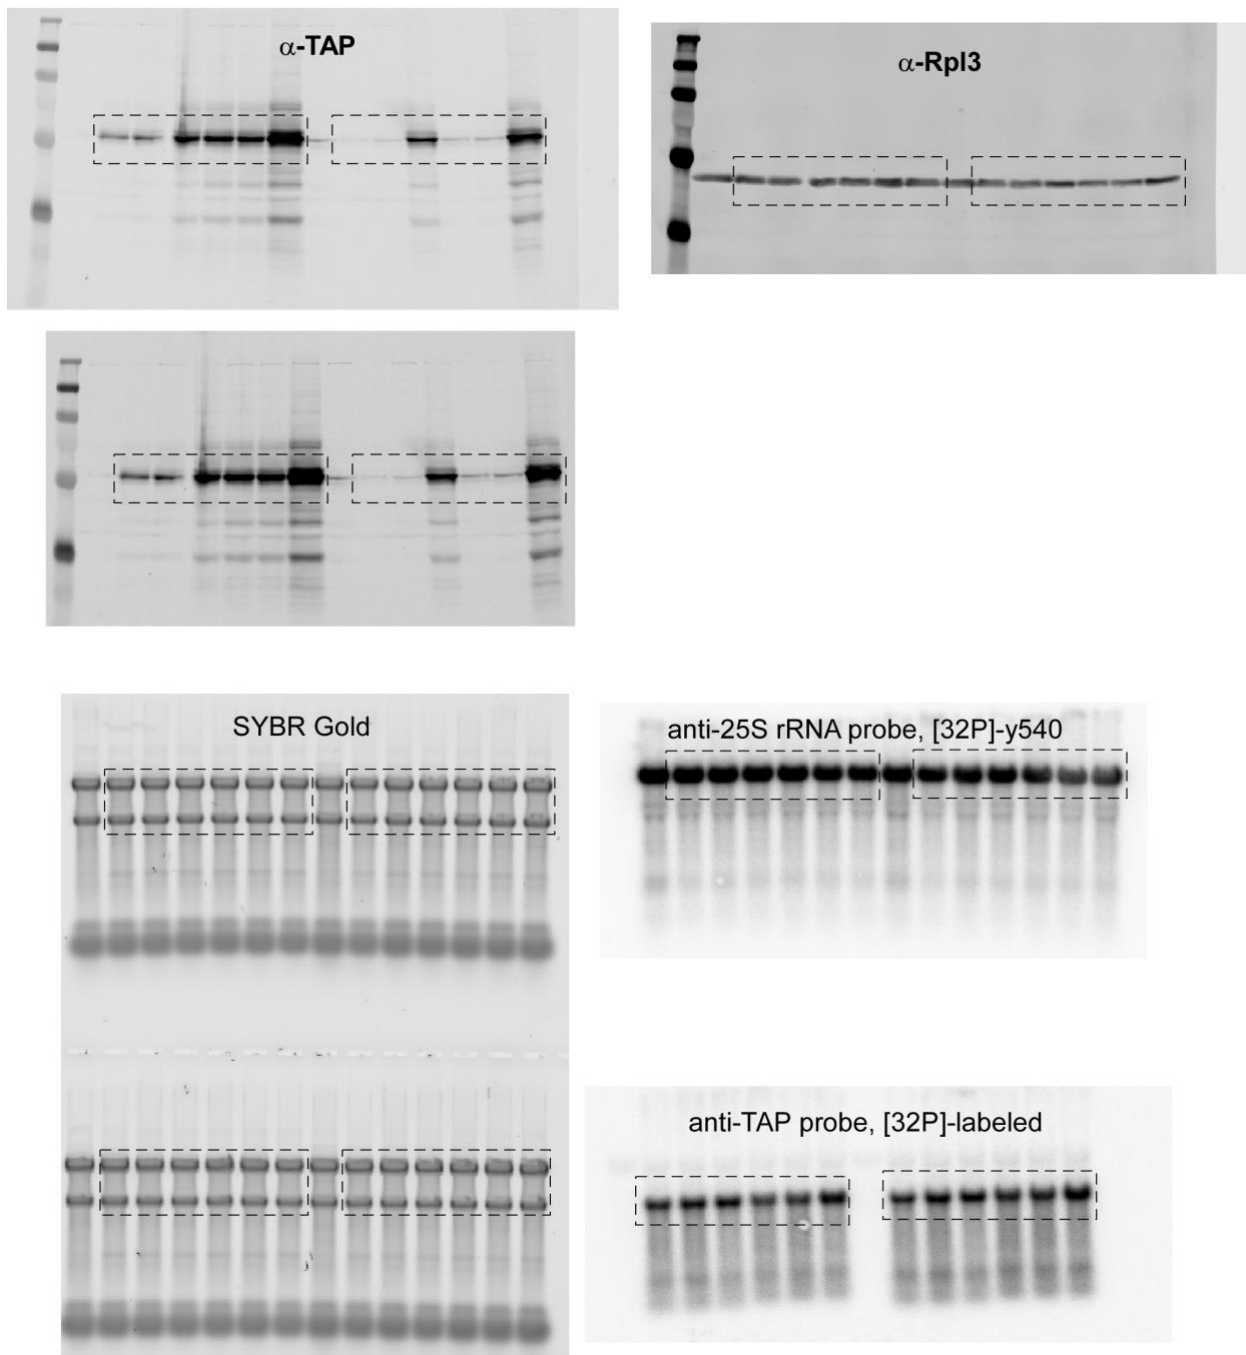 α-TAP
α-Rpl3
SYBR Gold
anti-25S rRNA probe, [32P]-y540
anti-TAP probe, [32P]-labeled